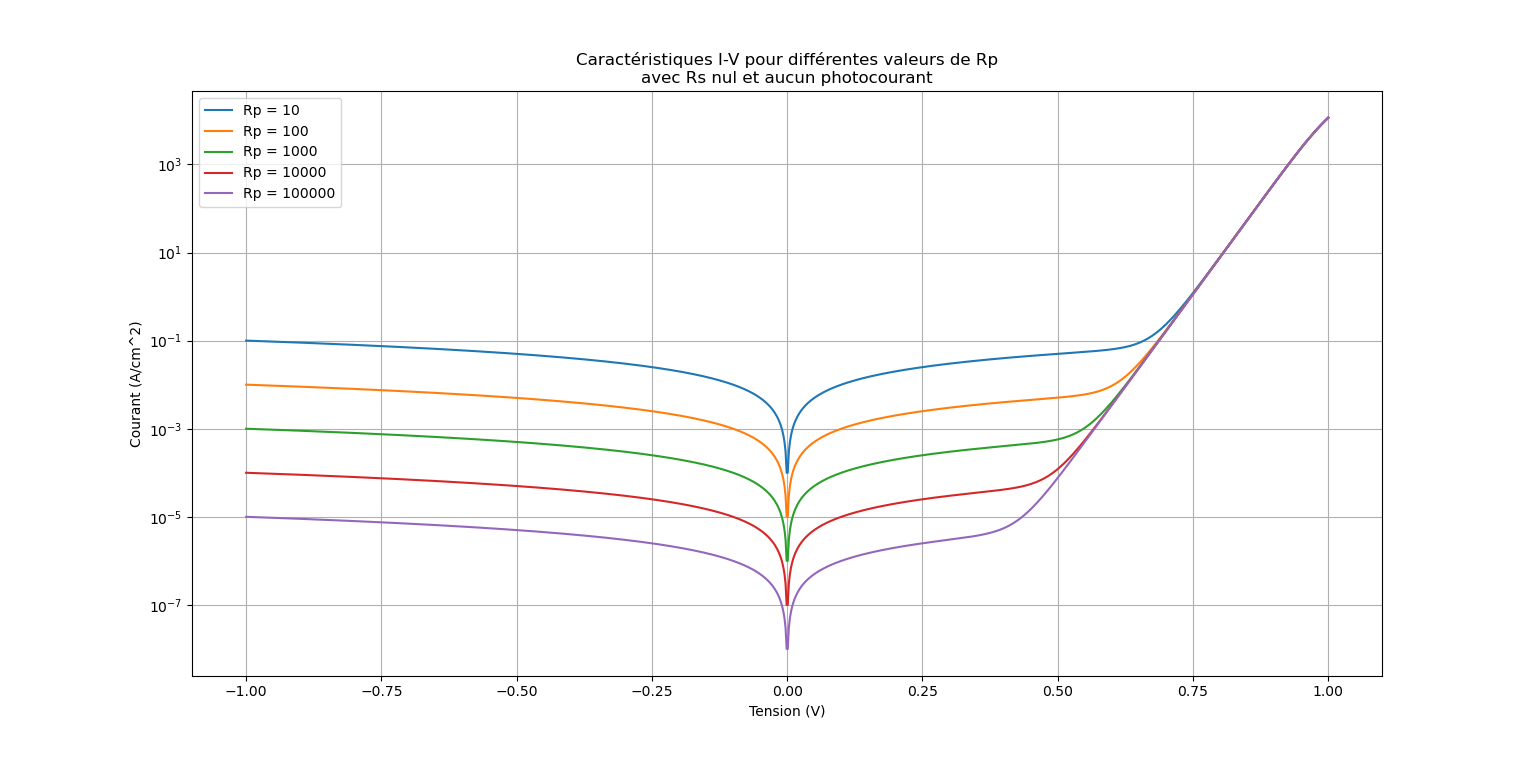 Caractéristiques I-V pour différentes valeurs de Rp
avec Rs nul et aucun photocourant
Rp = 10
Rp = 100
Rp = 1000
Rp = 10000
Rp = 100000
10^3
10^1
10^−1
10^−3
10^−5
10^−7
Courant (A/cm^2)
−1.00 −0.75 −0.50 −0.25 0.00 0.25 0.50 0.75 1.00
Tension (V)